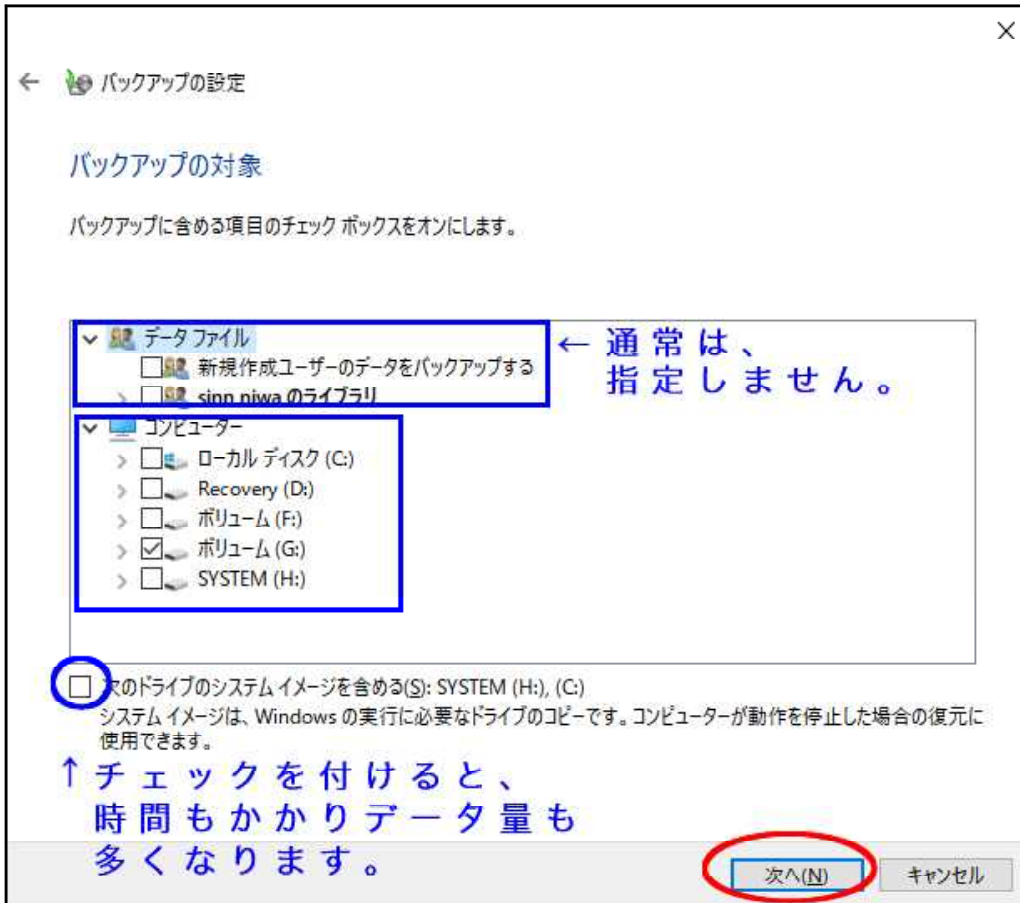 バックアップの設定
バックアップの対象
バックアップに含める項目のチェック ボックスをオンにします。
データ ファイル
新規作成ユーザーのデータをバックアップする
sinn niwa のライブラリ
←通常は、
指定しません。
コンピューター
ローカル ディスク (C:)
Recovery (D:)
ボリューム (F:)
ボリューム (G:)
SYSTEM (H:)
次のドライブのシステム イメージを含める(S): SYSTEM (H:), (C:)
システム イメージは、Windows の実行に必要なドライブのコピーです。コンピューターが動作を停止した場合の復元に
使用できます。
↑チェックを付けると、
時間もかかりデータ量も
多くなります。
次へ(N)
キャンセル